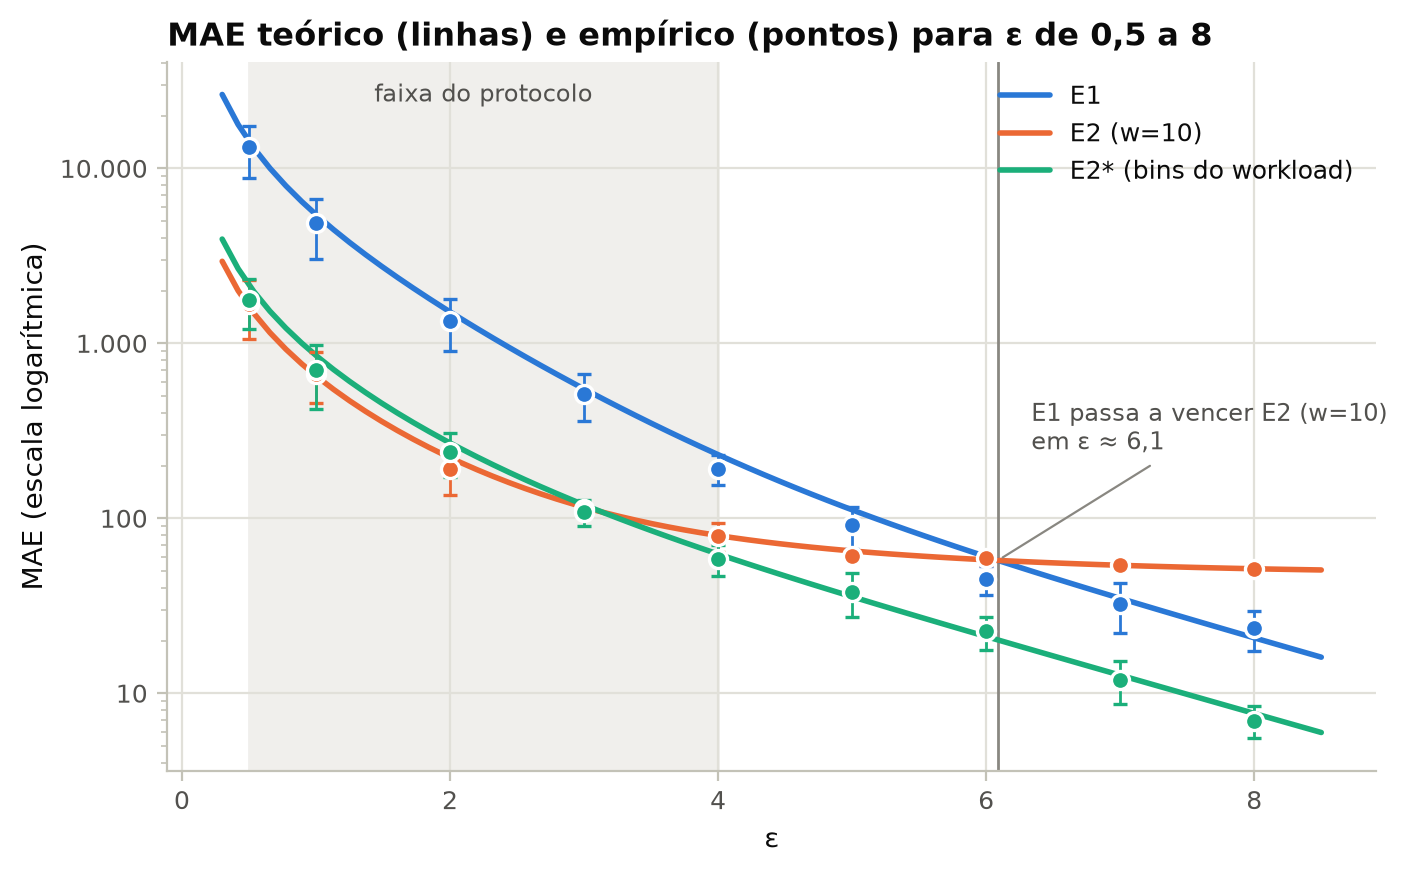 MAE teórico (linhas) e empírico (pontos) para ε de 0,5 a 8
faixa do protocolo
E1
E2 (w=10)
E2* (bins do workload)
10.000
1.000
100
10
MAE (escala logarítmica)
E1 passa a vencer E2 (w=10)
em ε ≈ 6,1
0
2
4
6
8
ε